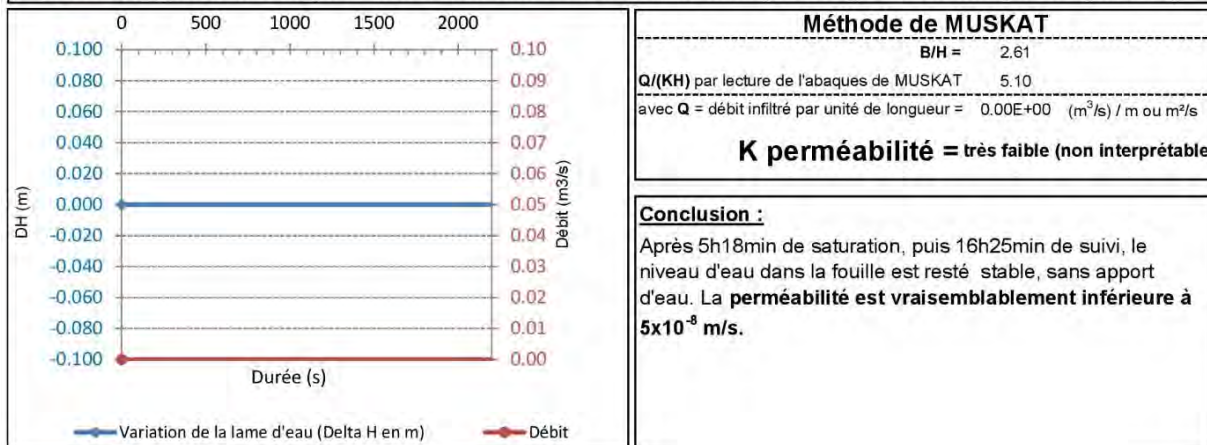 0 500 1000 1500 2000
0.100 0.10
0.080 0.09
0.060 0.08
0.040 0.07
0.020 0.06
0.000 0.05
-0.020 0.04
-0.040 0.03
-0.060 0.02
-0.080 0.01
-0.100 0.00
DH (m)
Débit (m3/s)
Durée (s)
Variation de la lame d'eau (Delta H en m) Débit
Méthode de MUSKAT
B/H = 2.61
Q/(KH) par lecture de l'abaques de MUSKAT 5.10
avec Q = débit infiltré par unité de longueur = 0.00E+00 (m³/s) / m ou m²/s
K perméabilité = très faible (non interprétable
Conclusion :
Après 5h18min de saturation, puis 16h25min de suivi, le
niveau d'eau dans la fouille est resté stable, sans apport
d'eau. La perméabilité est vraisemblablement inférieure à
5x10⁻⁸ m/s.